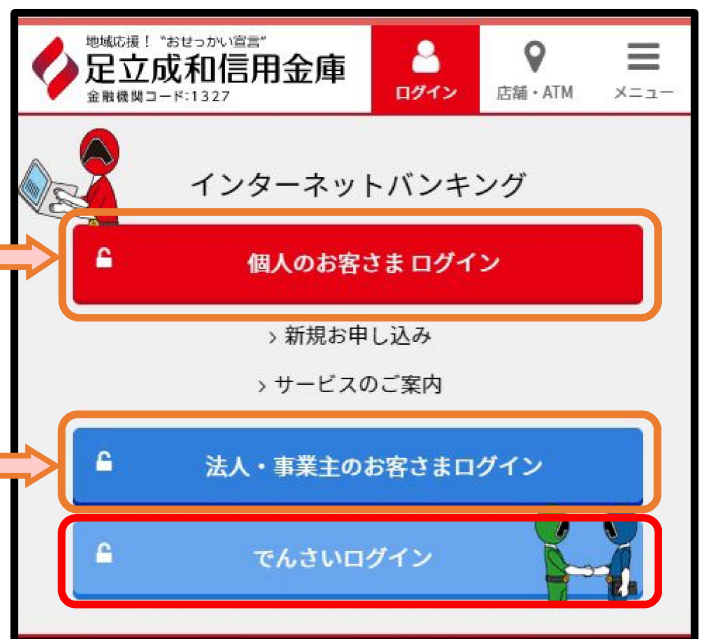 地域応援！“おせっかい宣言”
足立成和信用金庫
金融機関コード:1327
ログイン
店舗・ATM
メニュー
インターネットバンキング
個人のお客さま ログイン
> 新規お申し込み
> サービスのご案内
法人・事業主のお客さまログイン
でんさいログイン